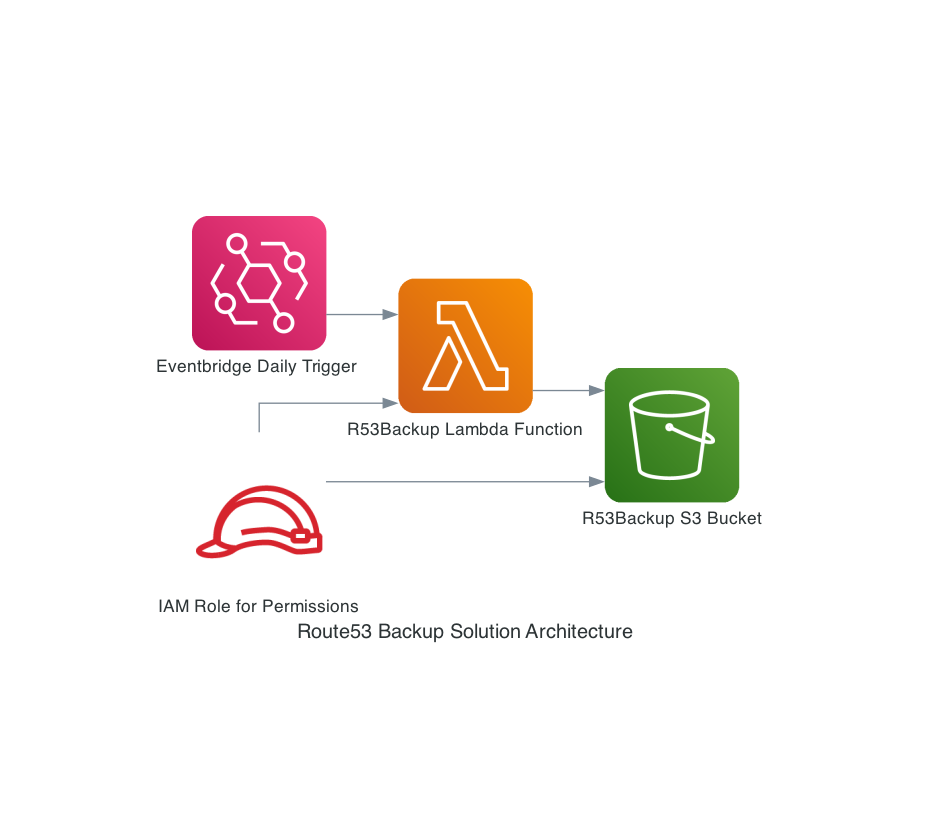 Eventbridge Daily Trigger
R53Backup Lambda Function
R53Backup S3 Bucket
IAM Role for Permissions
Route53 Backup Solution Architecture